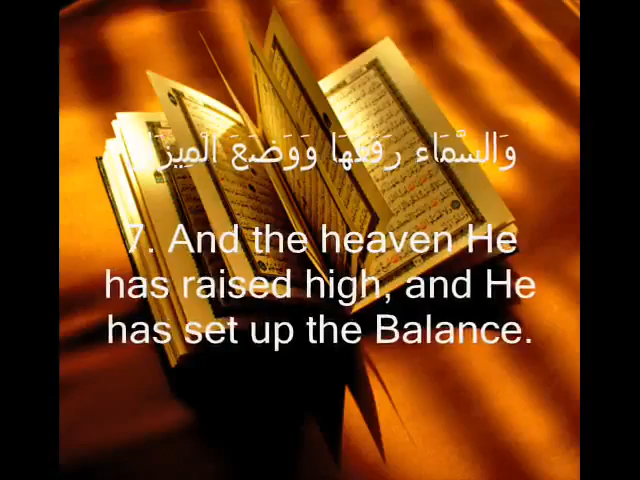 وَالسَّمَاء رَفَعَهَا وَوَضَعَ الْمِيزَانَ
7. And the heaven He
has raised high, and He
has set up the Balance.